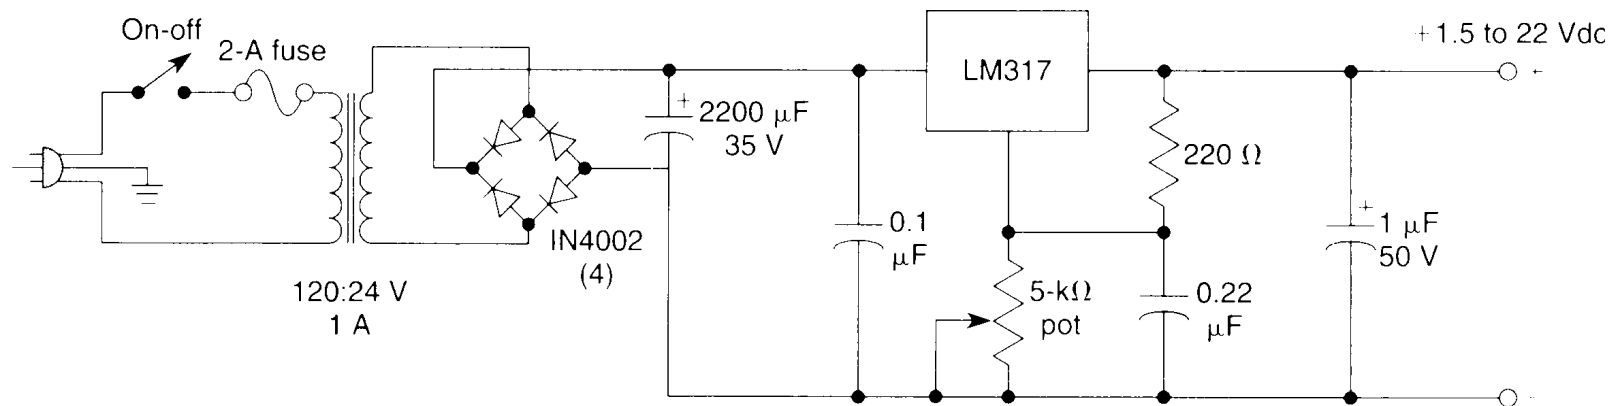 On-off
2-A fuse
120:24 V
1 A
IN4002
(4)
+
2200 μF
35 V
0.1
μF
LM317
220 Ω
5-kΩ
pot
0.22
μF
+
1 μF
50 V
+ 1.5 to 22 Vdc
+
-